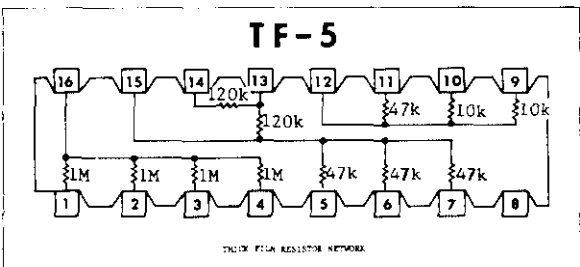 TF-5
16 15 14 13 12 11 10 9
120k 47k 10k 10k
120k
1M 1M 1M 1M 47k 47k 47k
1 2 3 4 5 6 7 8
THICK FILM RESISTOR NETWORK